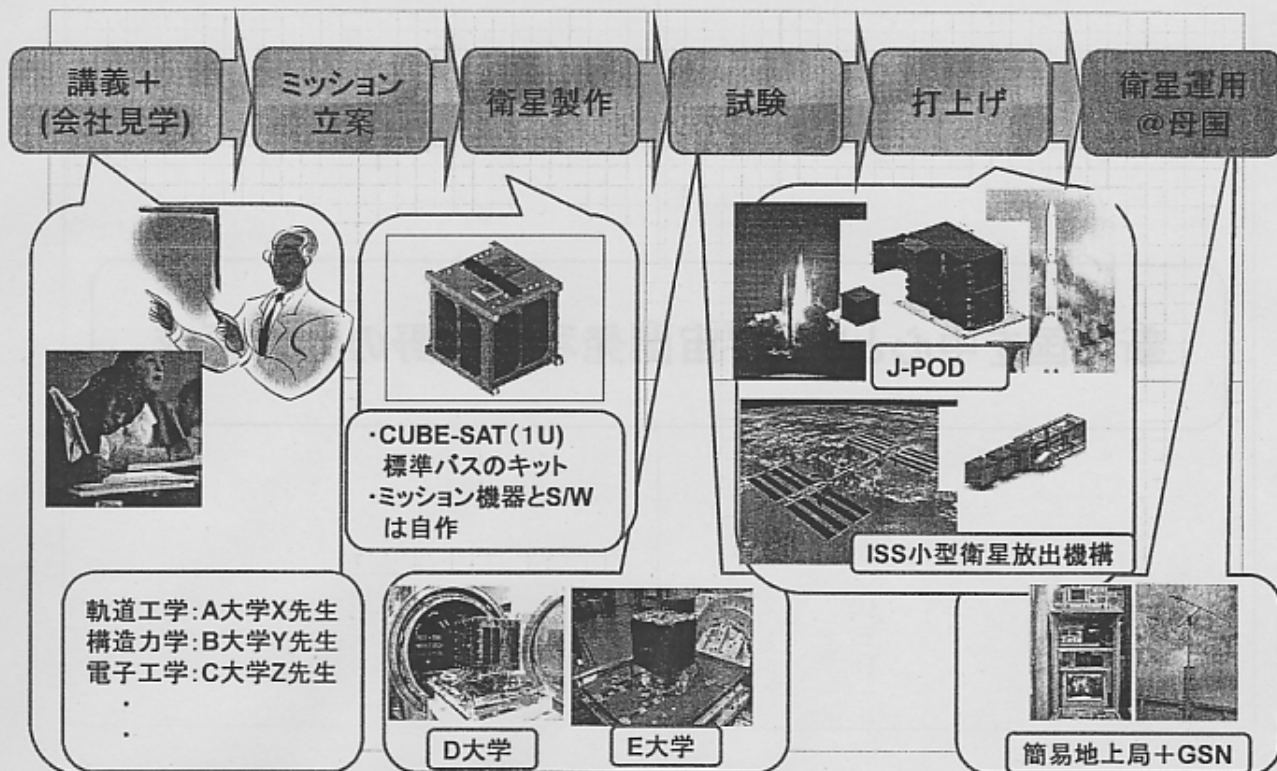 講義＋
(会社見学)
ミッション
立案
衛星製作
試験
打上げ
衛星運用
@母国
・CUBE-SAT(1U)
標準バスのキット
・ミッション機器とS/W
は自作
J-POD
ISS小型衛星放出機構
軌道工学:A大学X先生
構造力学:B大学Y先生
電子工学:C大学Z先生
・
・
D大学
E大学
簡易地上局＋GSN